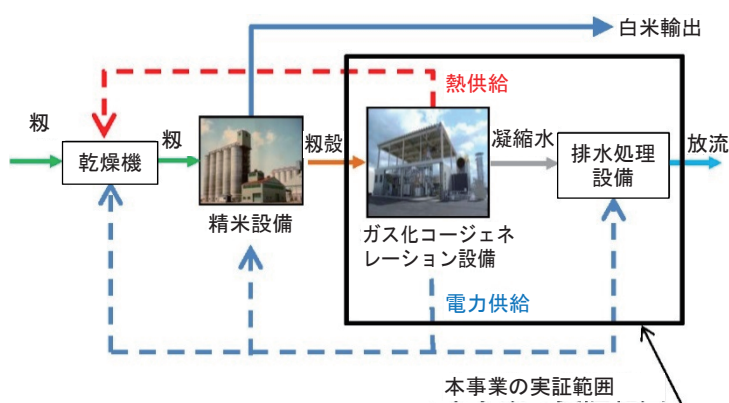 白米輸出
熱供給
籾
籾
籾殻
凝縮水
放流
乾燥機
排水処理
設備
精米設備
ガス化コージェネ
レーション設備
電力供給
本事業の実証範囲